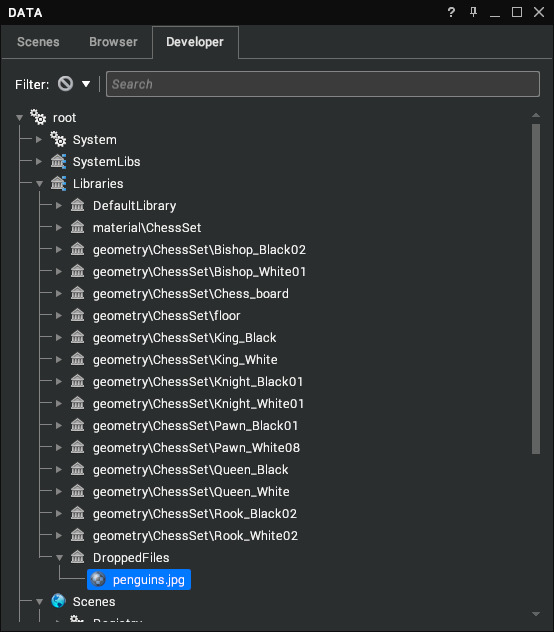 DATA ?
Scenes Browser Developer
Filter: Search
root
System
SystemLibs
Libraries
DefaultLibrary
material\ChessSet
geometry\ChessSet\Bishop_Black02
geometry\ChessSet\Bishop_White01
geometry\ChessSet\Chess_board
geometry\ChessSet\floor
geometry\ChessSet\King_Black
geometry\ChessSet\King_White
geometry\ChessSet\Knight_Black01
geometry\ChessSet\Knight_White01
geometry\ChessSet\Pawn_Black01
geometry\ChessSet\Pawn_White08
geometry\ChessSet\Queen_Black
geometry\ChessSet\Queen_White
geometry\ChessSet\Rook_Black02
geometry\ChessSet\Rook_White02
DroppedFiles
penguins.jpg
Scenes
Registry